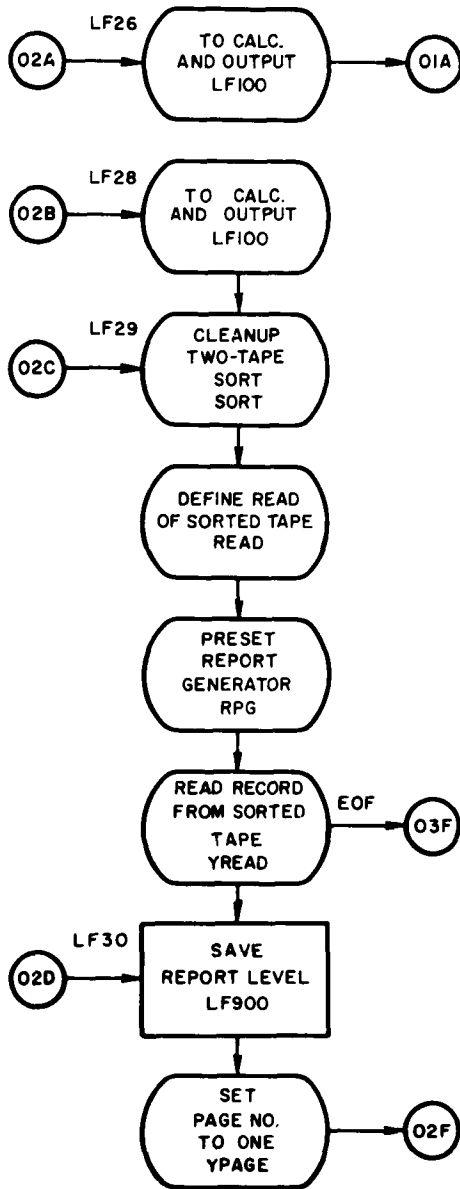 LF26
02A
TO CALC.
AND OUTPUT
LF100
01A
LF28
02B
TO CALC.
AND OUTPUT
LF100
LF29
02C
CLEANUP
TWO-TAPE
SORT
SORT
DEFINE READ
OF SORTED TAPE
READ
PRESET
REPORT
GENERATOR
RPG
READ RECORD
FROM SORTED
TAPE
YREAD
EOF
03F
LF30
02D
SAVE
REPORT LEVEL
LF900
SET
PAGE NO.
TO ONE
YPAGE
02F